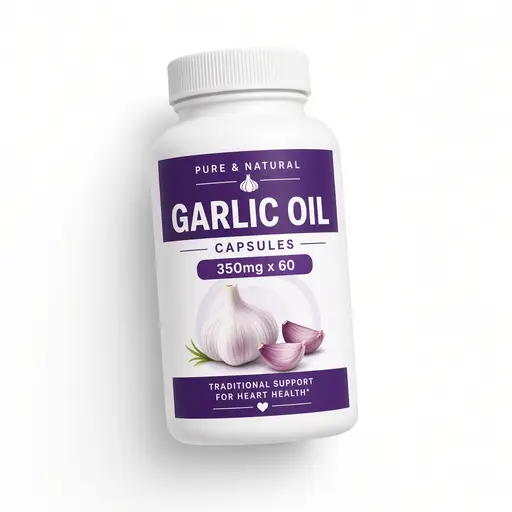 PURE & NATURAL
GARLIC OIL
CAPSULES
350mg x 60
TRADITIONAL SUPPORT
FOR HEART HEALTH*